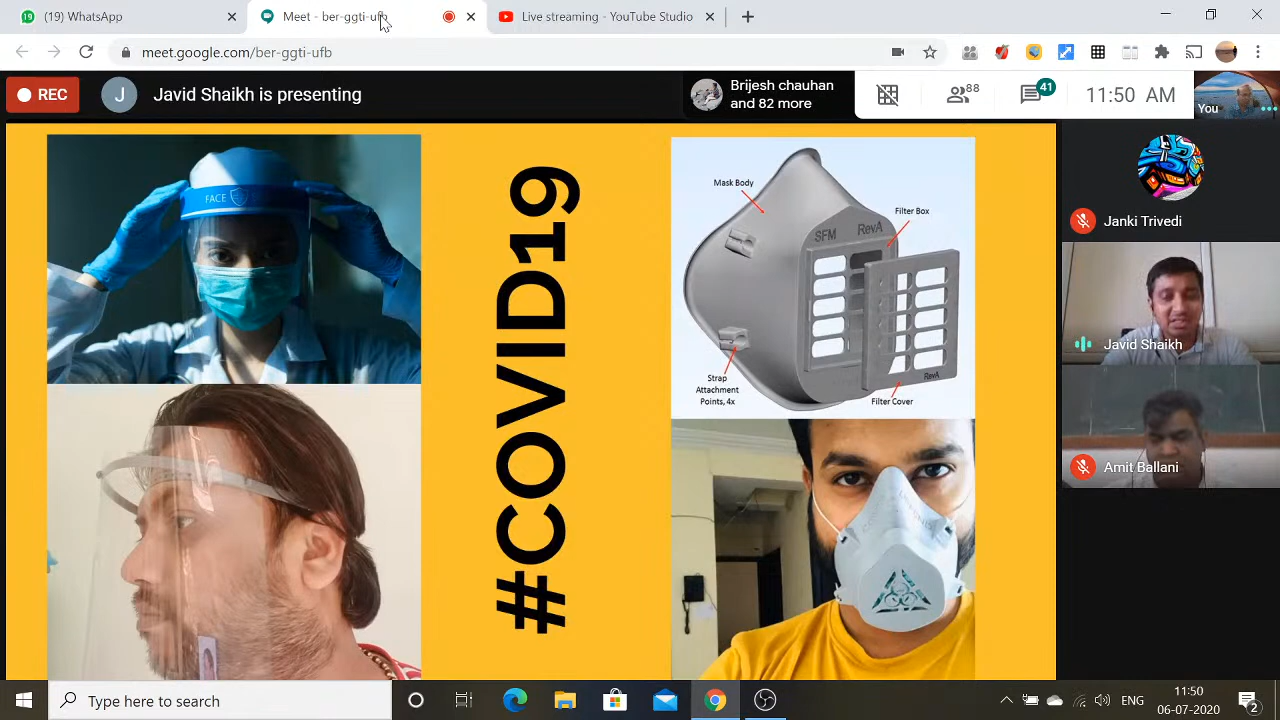 (19) WhatsApp
Meet - ber-ggti-ufb
Live streaming - YouTube Studio
meet.google.com/ber-ggti-ufb
REC
J
Javid Shaikh is presenting
Brijesh chauhan
and 82 more
88
41
11:50 AM
You
FACE
#COVID19
Mask Body
Filter Box
SFM
RevA
RevA
Strap
Attachment
Points, 4x
Filter Cover
Janki Trivedi
Javid Shaikh
Amit Ballani
Type here to search
ENG
11:50
06-07-2020
2